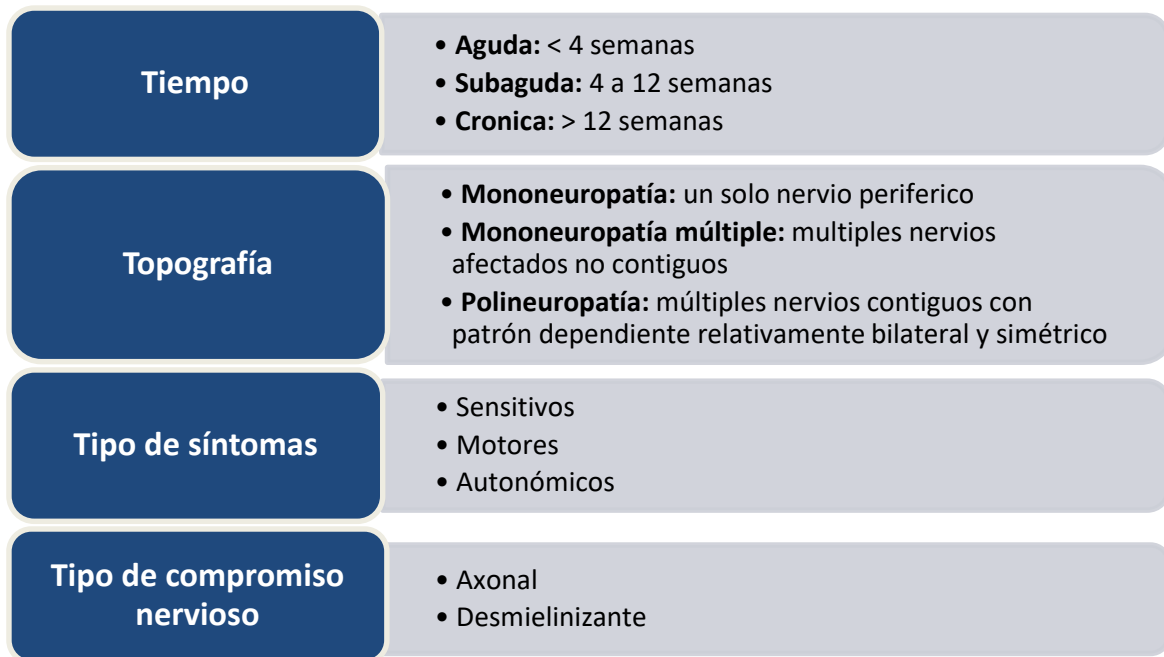 Tiempo
• Aguda: < 4 semanas
• Subaguda: 4 a 12 semanas
• Cronica: > 12 semanas
Topografía
• Mononeuropatía: un solo nervio periferico
• Mononeuropatía múltiple: multiples nervios
afectados no contiguos
• Polineuropatía: múltiples nervios contiguos con
patrón dependiente relativamente bilateral y simétrico
Tipo de síntomas
• Sensitivos
• Motores
• Autonómicos
Tipo de compromiso
nervioso
• Axonal
• Desmielinizante